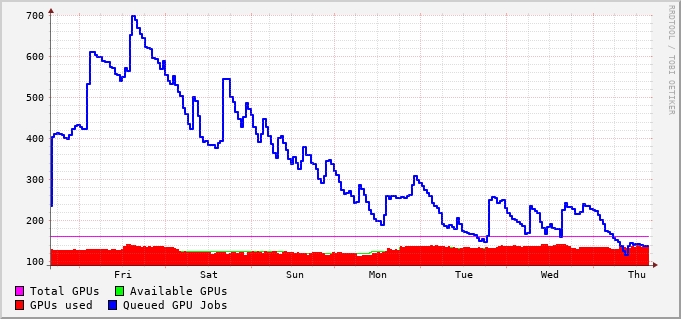 700
600
500
400
300
200
100
Fri Sat Sun Mon Tue Wed Thu
Total GPUs Available GPUs
GPUs used Queued GPU Jobs
RRDTOOL / TOBI OETIKER